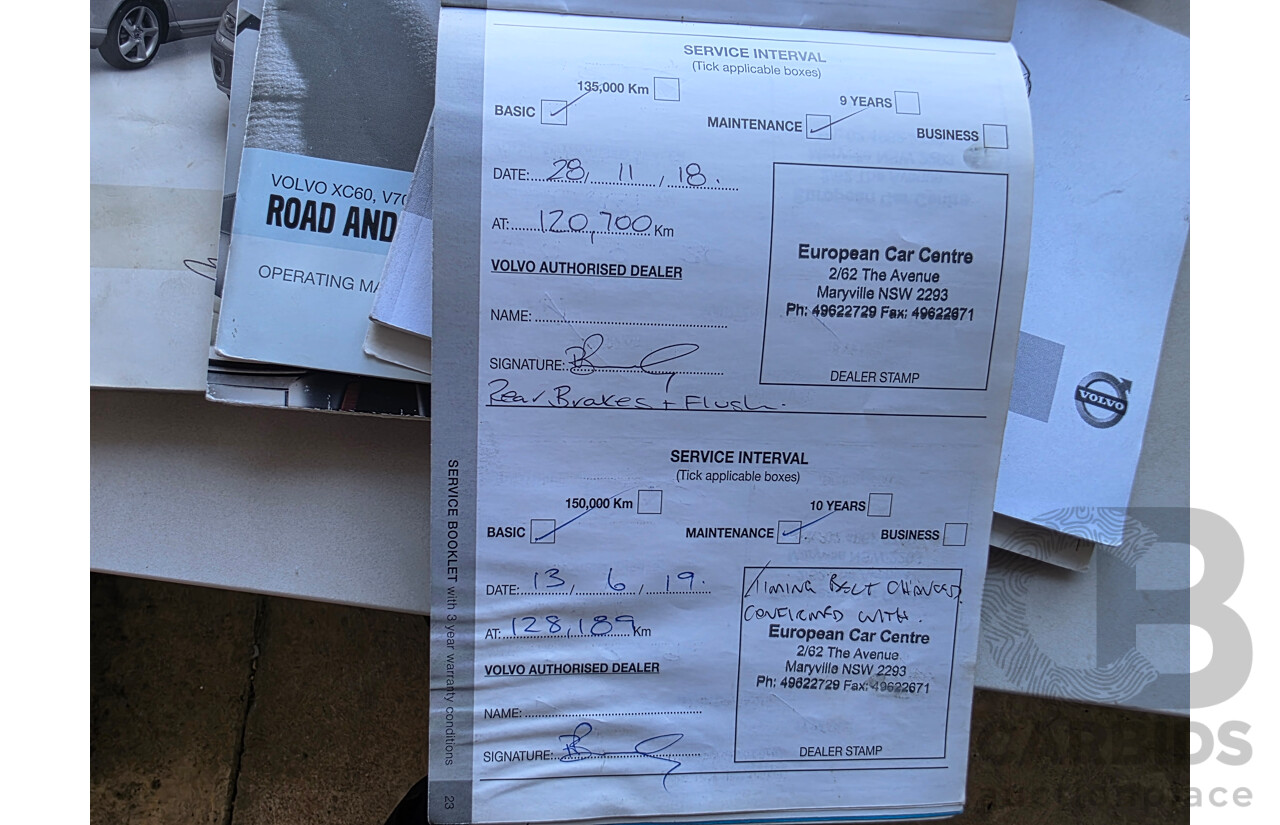 SERVICE INTERVAL
(Tick applicable boxes)
135,000 Km
9 YEARS
BASIC
MAINTENANCE
BUSINESS
DATE: 28, 11, 18.
AT: 120,700 Km
VOLVO AUTHORISED DEALER
NAME:
SIGNATURE:
Rear Brakes + Flush.
European Car Centre
2/62 The Avenue
Maryville NSW 2293
Ph: 49622729 Fax: 49622671
DEALER STAMP
SERVICE INTERVAL
(Tick applicable boxes)
150,000 Km
10 YEARS
BASIC
MAINTENANCE
BUSINESS
DATE: 13, 6, 19.
AT: 128,189 Km
VOLVO AUTHORISED DEALER
NAME:
SIGNATURE:
TIMING BELT CHANGED.
CONFIRMED WITH.
European Car Centre
2/62 The Avenue
Maryville NSW 2293
Ph: 49622729 Fax: 49622671
DEALER STAMP
SERVICE BOOKLET with 3 year warranty conditions
23
VOLVO XC60, V70
ROAD AND
OPERATING MA
VOLVO
CARBIDS
auctionplace